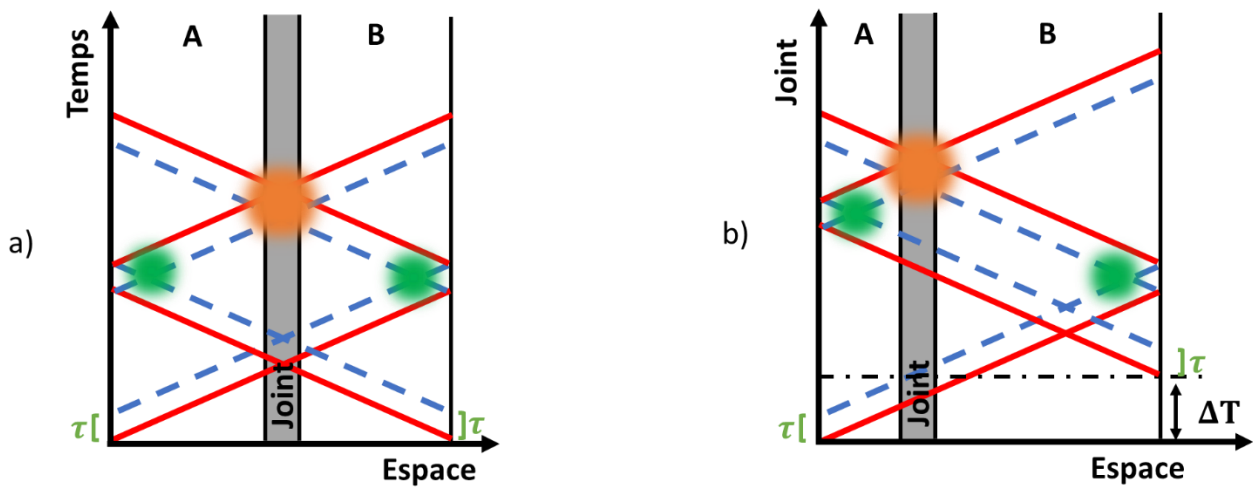 a)
Temps
A
B
Joint
τ[
]τ
Espace
b)
Joint
A
B
Joint
τ[
]τ
ΔT
Espace